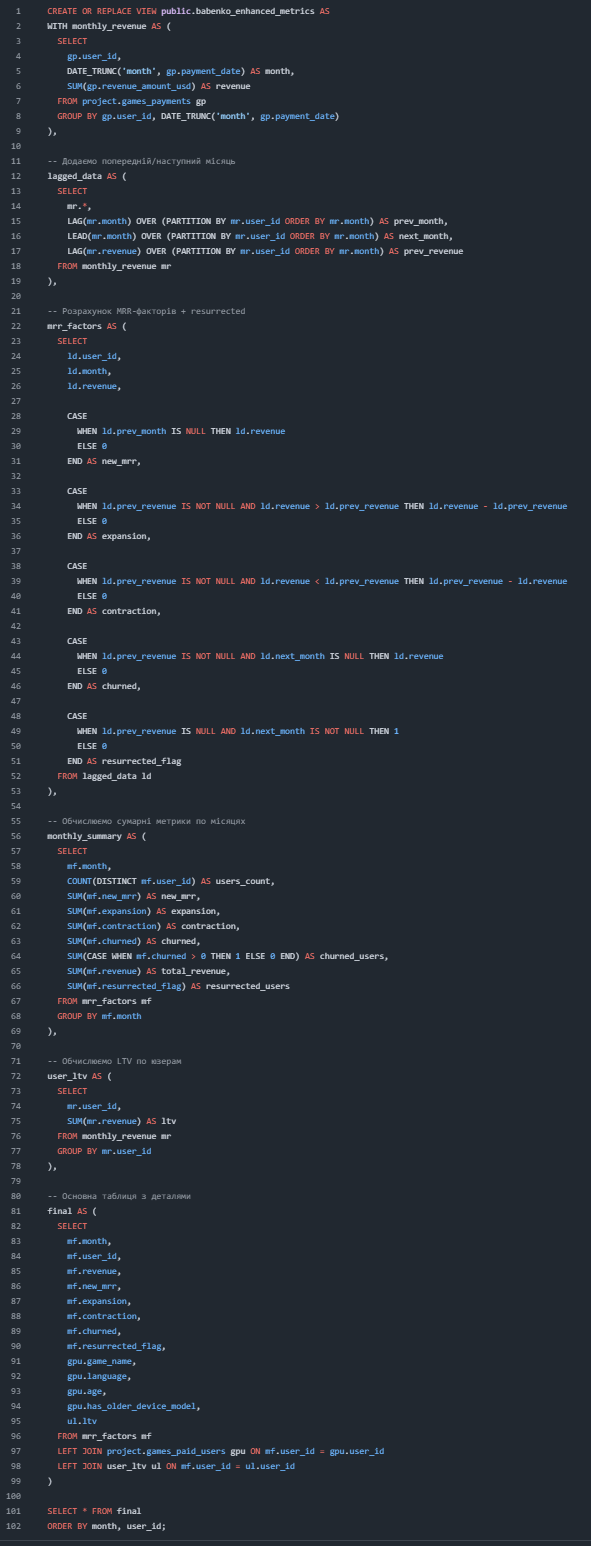 1 CREATE OR REPLACE VIEW public.babenko_enhanced_metrics AS
2 WITH monthly_revenue AS (
3 SELECT
4 gp.user_id,
5 DATE_TRUNC('month', gp.payment_date) AS month,
6 SUM(gp.revenue_amount_usd) AS revenue
7 FROM project.games_payments gp
8 GROUP BY gp.user_id, DATE_TRUNC('month', gp.payment_date)
9 ),
10
11 -- Додаємо попередній/наступний місяць
12 lagged_data AS (
13 SELECT
14 mr.*,
15 LAG(mr.month) OVER (PARTITION BY mr.user_id ORDER BY mr.month) AS prev_month,
16 LEAD(mr.month) OVER (PARTITION BY mr.user_id ORDER BY mr.month) AS next_month,
17 LAG(mr.revenue) OVER (PARTITION BY mr.user_id ORDER BY mr.month) AS prev_revenue
18 FROM monthly_revenue mr
19 ),
20
21 -- Розрахунок MRR-факторів + resurrected
22 mrr_factors AS (
23 SELECT
24 ld.user_id,
25 ld.month,
26 ld.revenue,
27
28 CASE
29 WHEN ld.prev_month IS NULL THEN ld.revenue
30 ELSE 0
31 END AS new_mrr,
32
33 CASE
34 WHEN ld.prev_revenue IS NOT NULL AND ld.revenue > ld.prev_revenue THEN ld.revenue - ld.prev_revenue
35 ELSE 0
36 END AS expansion,
37
38 CASE
39 WHEN ld.prev_revenue IS NOT NULL AND ld.revenue < ld.prev_revenue THEN ld.prev_revenue - ld.revenue
40 ELSE 0
41 END AS contraction,
42
43 CASE
44 WHEN ld.prev_revenue IS NOT NULL AND ld.next_month IS NULL THEN ld.revenue
45 ELSE 0
46 END AS churned,
47
48 CASE
49 WHEN ld.prev_revenue IS NULL AND ld.next_month IS NOT NULL THEN 1
50 ELSE 0
51 END AS resurrected_flag
52 FROM lagged_data ld
53 ),
54
55 -- Обчислюємо сумарні метрики по місяцях
56 monthly_summary AS (
57 SELECT
58 mf.month,
59 COUNT(DISTINCT mf.user_id) AS users_count,
60 SUM(mf.new_mrr) AS new_mrr,
61 SUM(mf.expansion) AS expansion,
62 SUM(mf.contraction) AS contraction,
63 SUM(mf.churned) AS churned,
64 SUM(CASE WHEN mf.churned > 0 THEN 1 ELSE 0 END) AS churned_users,
65 SUM(mf.revenue) AS total_revenue,
66 SUM(mf.resurrected_flag) AS resurrected_users
67 FROM mrr_factors mf
68 GROUP BY mf.month
69 ),
70
71 -- Обчислюємо LTV по юзерам
72 user_ltv AS (
73 SELECT
74 mr.user_id,
75 SUM(mr.revenue) AS ltv
76 FROM monthly_revenue mr
77 GROUP BY mr.user_id
78 ),
79
80 -- Основна таблиця з деталями
81 final AS (
82 SELECT
83 mf.month,
84 mf.user_id,
85 mf.revenue,
86 mf.new_mrr,
87 mf.expansion,
88 mf.contraction,
89 mf.churned,
90 mf.resurrected_flag,
91 gpu.game_name,
92 gpu.language,
93 gpu.age,
94 gpu.has_older_device_model,
95 ul.ltv
96 FROM mrr_factors mf
97 LEFT JOIN project.games_paid_users gpu ON mf.user_id = gpu.user_id
98 LEFT JOIN user_ltv ul ON mf.user_id = ul.user_id
99 )
100
101 SELECT * FROM final
102 ORDER BY month, user_id;